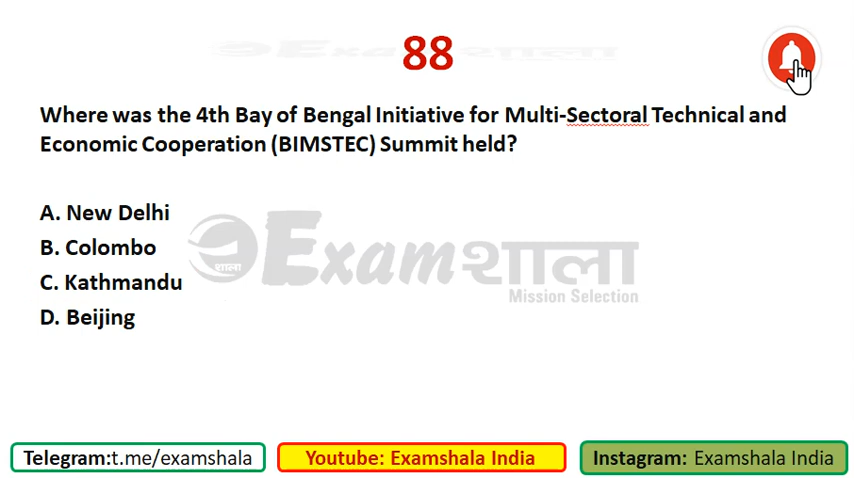 88
Where was the 4th Bay of Bengal Initiative for Multi-Sectoral Technical and
Economic Cooperation (BIMSTEC) Summit held?
A. New Delhi
B. Colombo
C. Kathmandu
D. Beijing
शाला
Examशाला
Mission Selection
Telegram:t.me/examshala
Youtube: Examshala India
Instagram: Examshala India